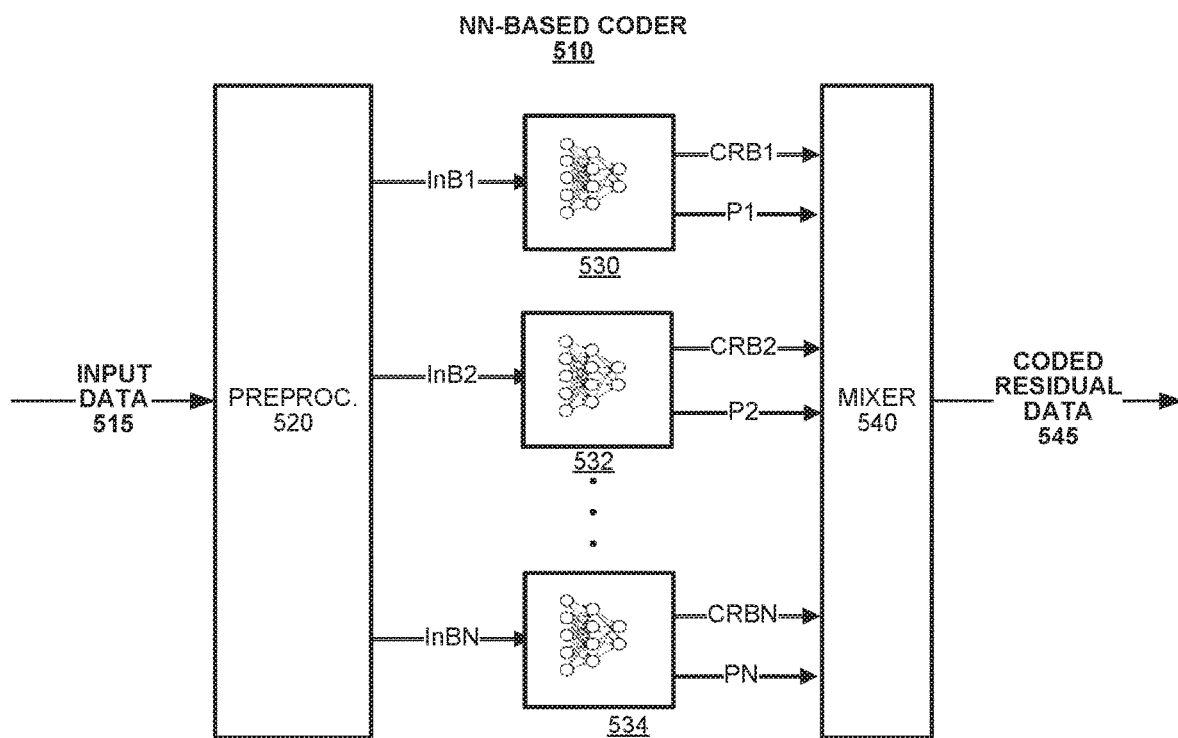 NN-BASED CODER
510
INPUT
DATA
515
PREPROC.
520
InB1
530
CRB1
P1
InB2
532
CRB2
P2
InBN
534
CRBN
PN
MIXER
540
CODED
RESIDUAL
DATA
545